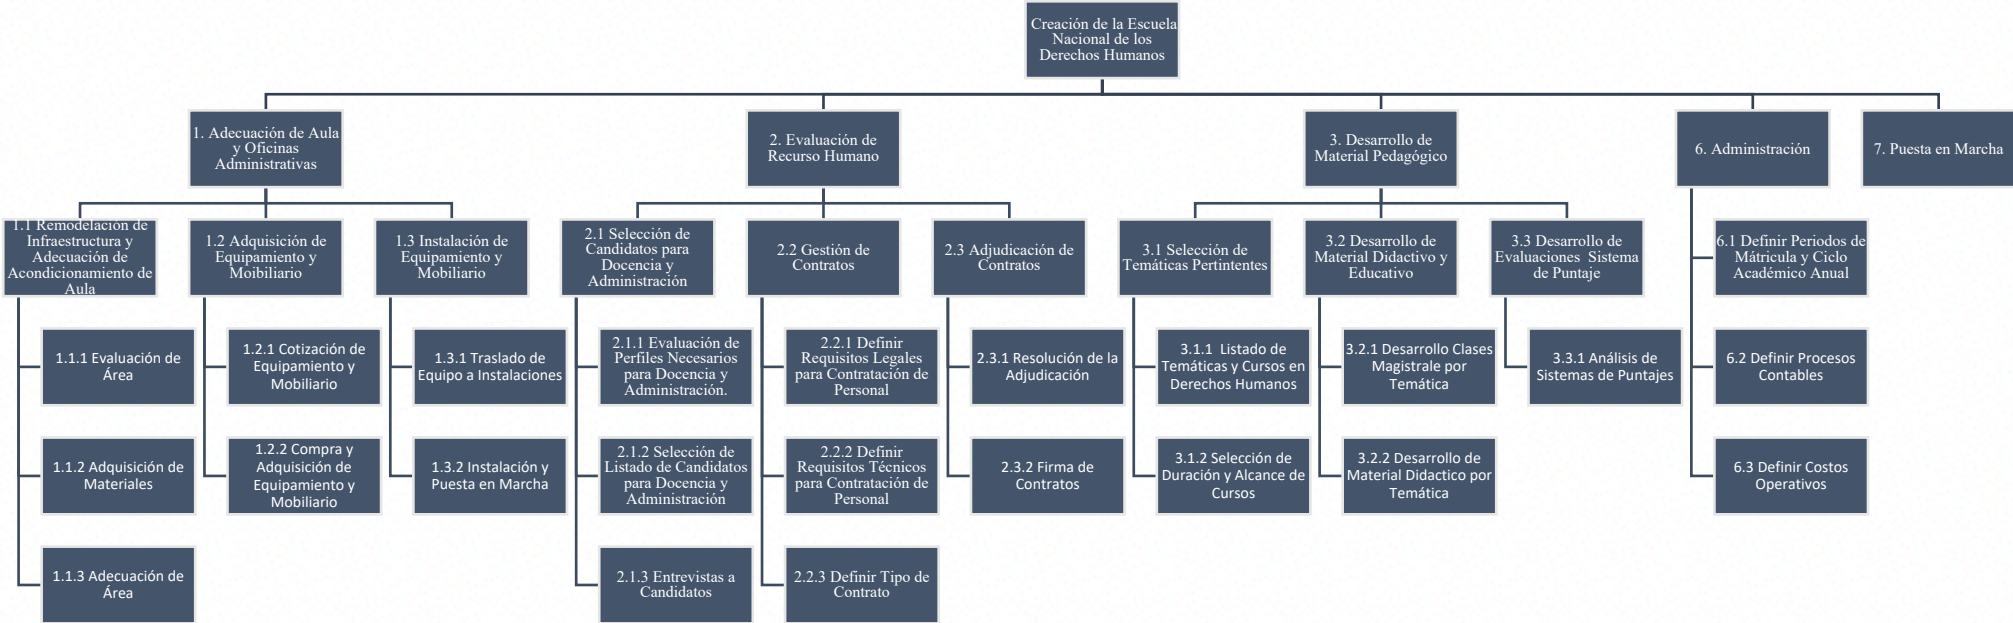 Creación de la Escuela
Nacional de los
Derechos Humanos
1. Adecuación de Aula
y Oficinas
Administrativas
2. Evaluación de
Recurso Humano
3. Desarrollo de
Material Pedagógico
6. Administración
7. Puesta en Marcha
1.1 Remodelación de
Infraestructura y
Adecuación de
Acondicionamiento de
Aula
1.2 Adquisición de
Equipamiento y
Moibiliario
1.3 Instalación de
Equipamiento y
Mobiliario
2.1 Selección de
Candidatos para
Docencia y
Administración
2.2 Gestión de
Contratos
2.3 Adjudicación de
Contratos
3.1 Selección de
Temáticas Pertintentes
3.2 Desarrollo de
Material Didactivo y
Educativo
3.3 Desarrollo de
Evaluaciones Sistema
de Puntaje
6.1 Definir Periodos de
Mátricula y Ciclo
Académico Anual
1.1.1 Evaluación de
Área
1.2.1 Cotización de
Equipamiento y
Mobiliario
1.3.1 Traslado de
Equipo a Instalaciones
2.1.1 Evaluación de
Perfiles Necesarios
para Docencia y
Administración.
2.2.1 Definir
Requisitos Legales
para Contratación de
Personal
2.3.1 Resolución de la
Adjudicación
3.1.1 Listado de
Temáticas y Cursos en
Derechos Humanos
3.2.1 Desarrollo Clases
Magistrale por
Temática
3.3.1 Análisis de
Sistemas de Puntajes
6.2 Definir Procesos
Contables
1.1.2 Adquisición de
Materiales
1.2.2 Compra y
Adquisición de
Equipamiento y
Mobiliario
1.3.2 Instalación y
Puesta en Marcha
2.1.2 Selección de
Listado de Candidatos
para Docencia y
Administración
2.2.2 Definir
Requisitos Técnicos
para Contratación de
Personal
2.3.2 Firma de
Contratos
3.1.2 Selección de
Duración y Alcance de
Cursos
3.2.2 Desarrollo de
Material Didactico por
Temática
6.3 Definir Costos
Operativos
1.1.3 Adecuación de
Área
2.1.3 Entrevistas a
Candidatos
2.2.3 Definir Tipo de
Contrato